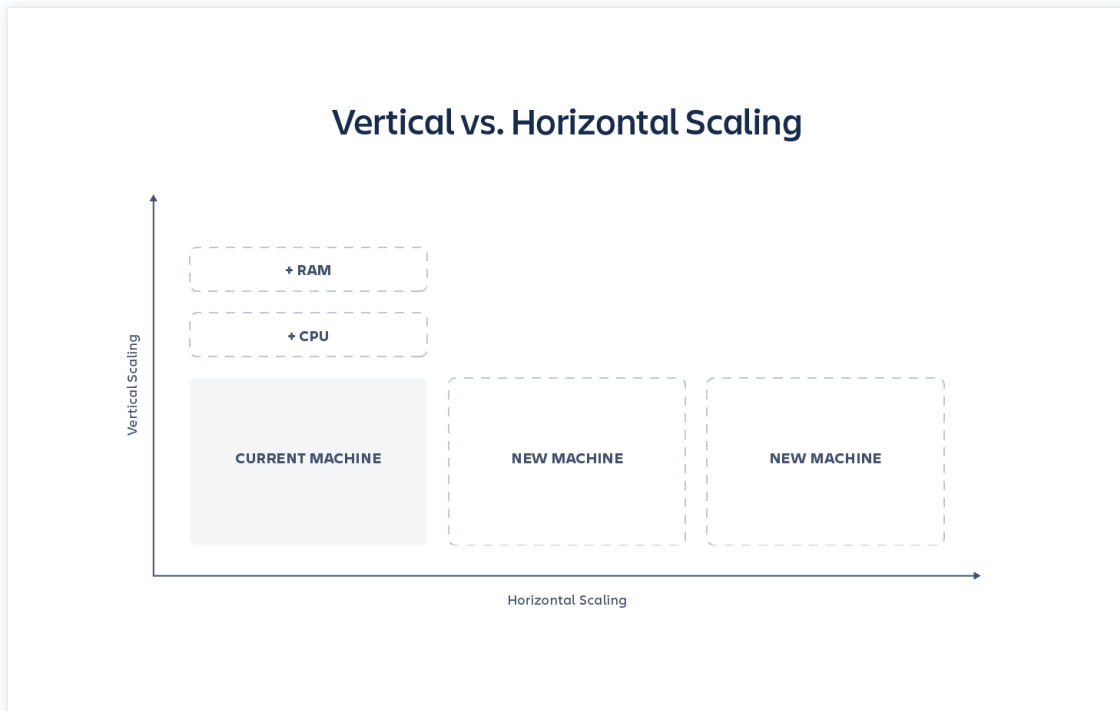 Vertical vs. Horizontal Scaling
+ RAM
+ CPU
Vertical Scaling
CURRENT MACHINE
NEW MACHINE
NEW MACHINE
Horizontal Scaling